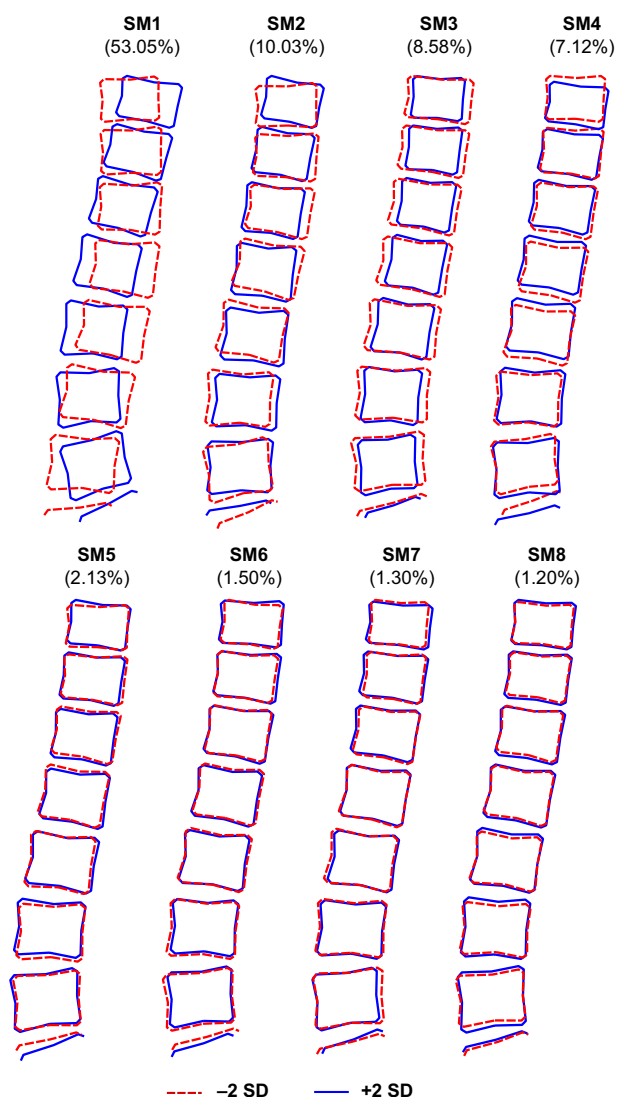 SM1 SM2 SM3 SM4
(53.05%) (10.03%) (8.58%) (7.12%)
SM5 SM6 SM7 SM8
(2.13%) (1.50%) (1.30%) (1.20%)
–2 SD +2 SD